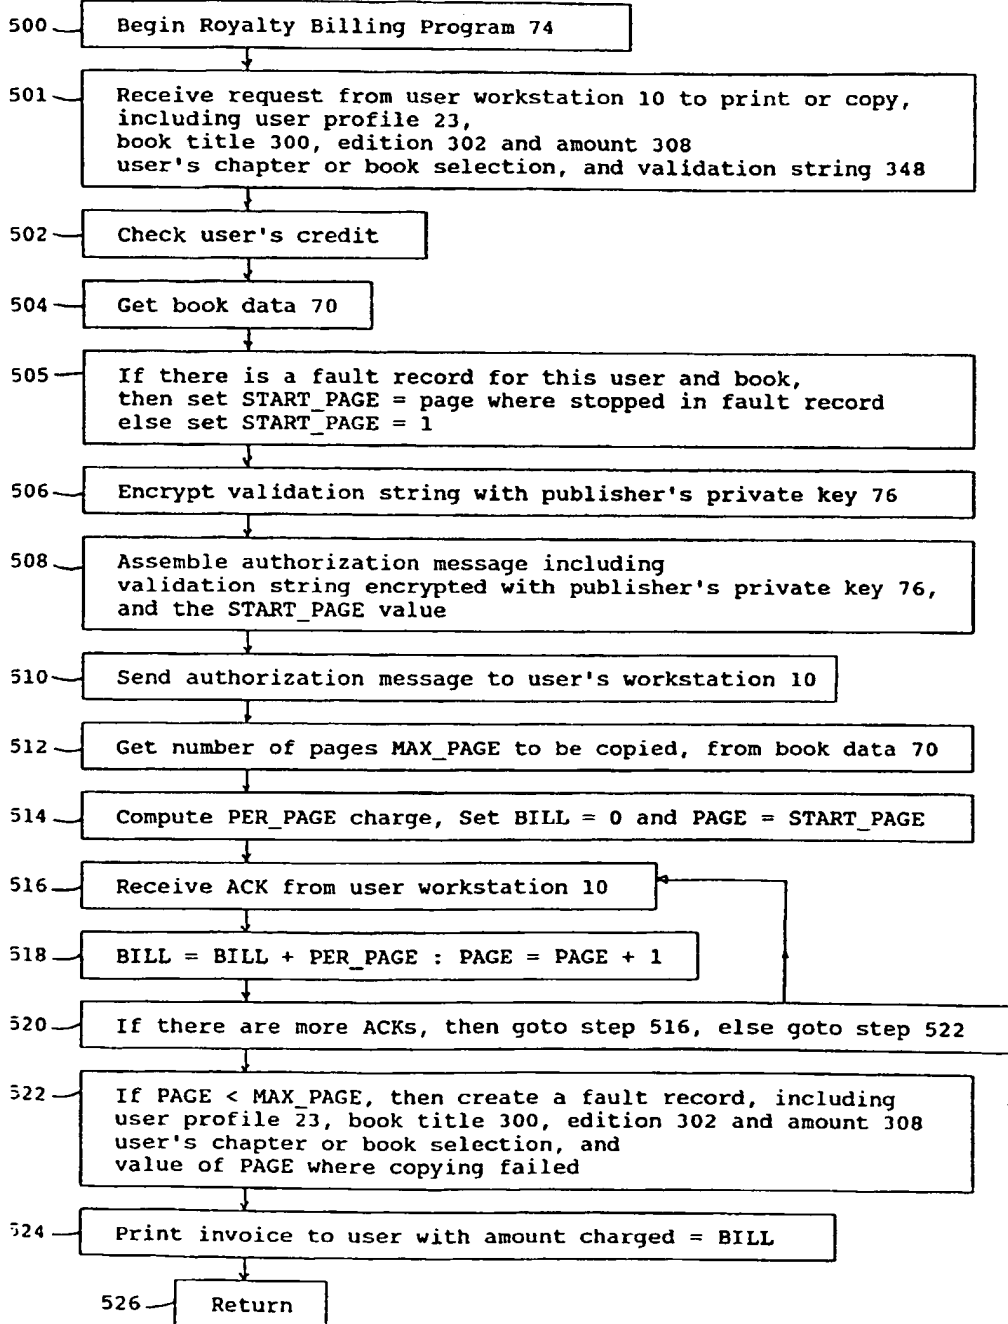 500 Begin Royalty Billing Program 74
501 Receive request from user workstation 10 to print or copy,
including user profile 23,
book title 300, edition 302 and amount 308
user's chapter or book selection, and validation string 348
502 Check user's credit
504 Get book data 70
505 If there is a fault record for this user and book,
then set START_PAGE = page where stopped in fault record
else set START_PAGE = 1
506 Encrypt validation string with publisher's private key 76
508 Assemble authorization message including
validation string encrypted with publisher's private key 76,
and the START_PAGE value
510 Send authorization message to user's workstation 10
512 Get number of pages MAX_PAGE to be copied, from book data 70
514 Compute PER_PAGE charge, Set BILL = 0 and PAGE = START_PAGE
516 Receive ACK from user workstation 10
518 BILL = BILL + PER_PAGE : PAGE = PAGE + 1
520 If there are more ACKs, then goto step 516, else goto step 522
522 If PAGE < MAX_PAGE, then create a fault record, including
user profile 23, book title 300, edition 302 and amount 308
user's chapter or book selection, and
value of PAGE where copying failed
524 Print invoice to user with amount charged = BILL
526 Return